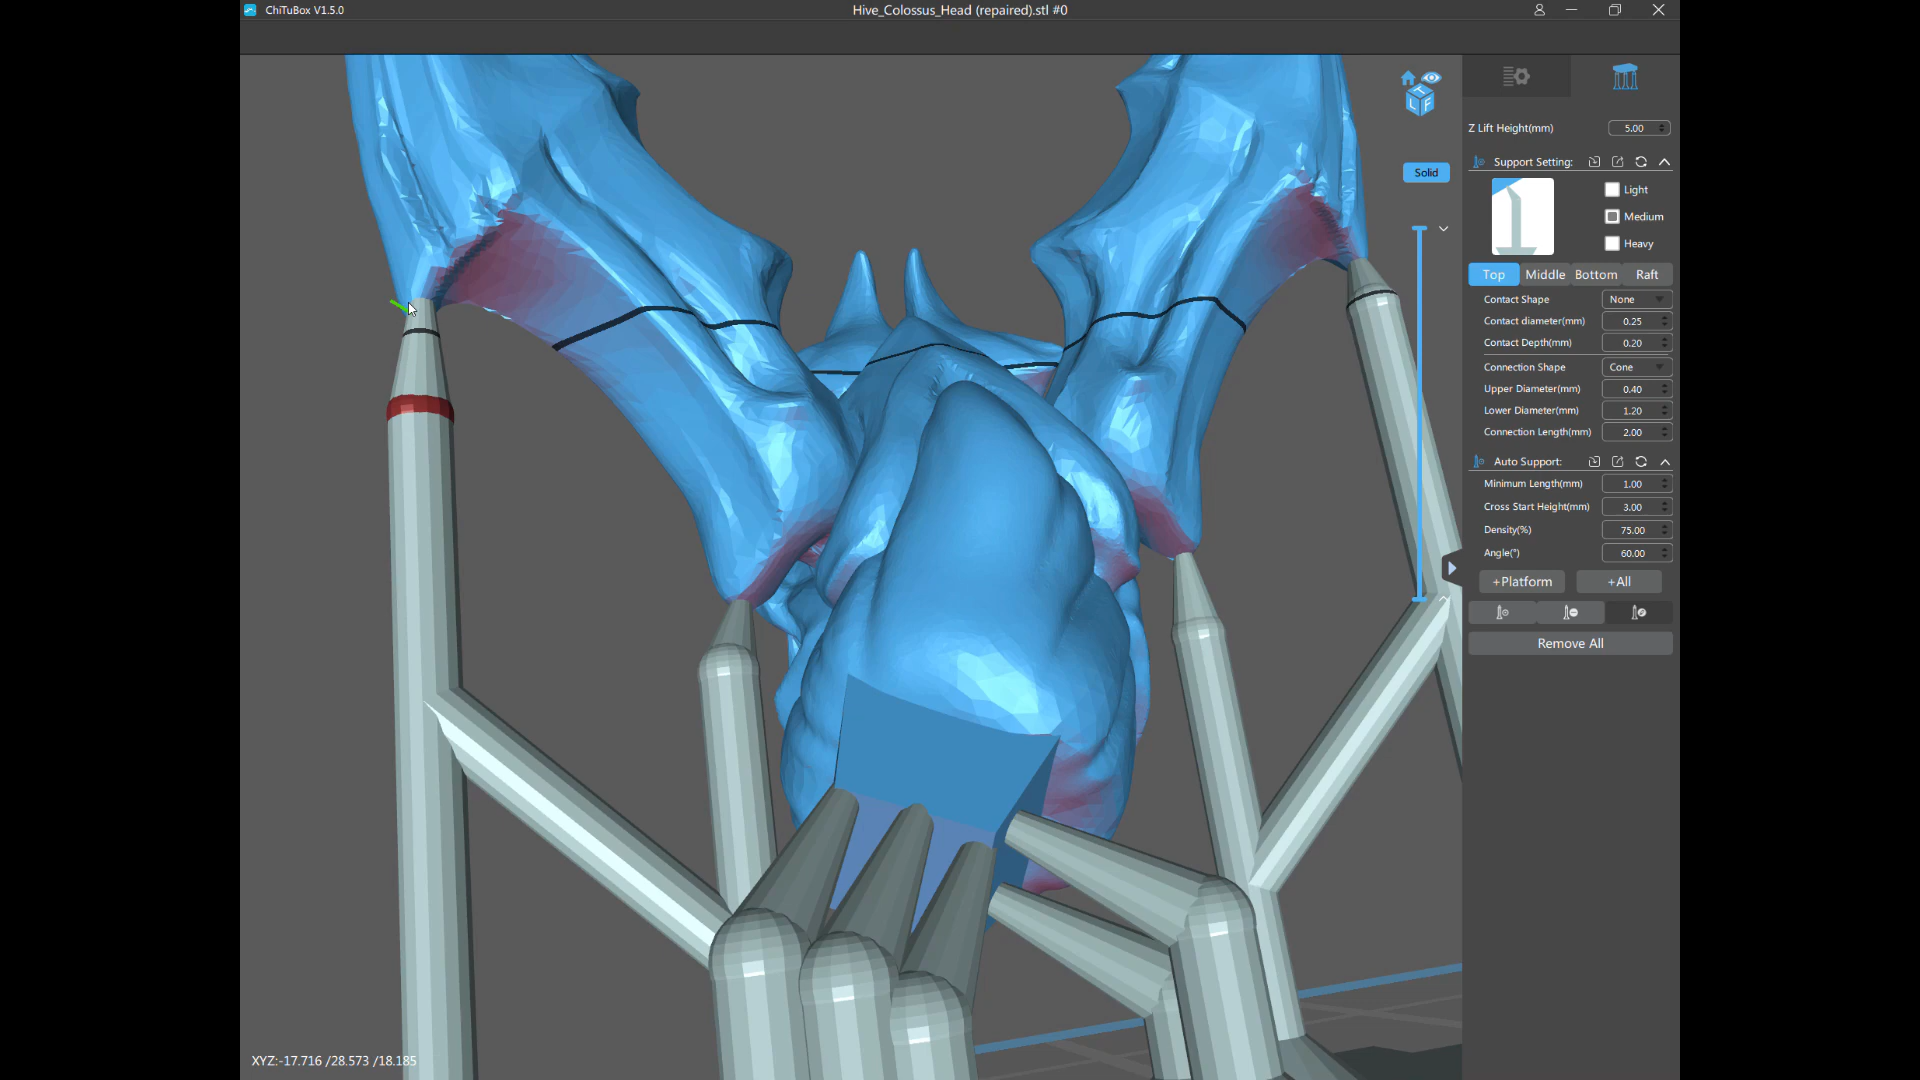 ChiTuBox V1.5.0
Hive_Colossus_Head (repaired).stl #0
Z Lift Height(mm) 5.00
Support Setting:
Light
Medium
Heavy
Solid
Top Middle Bottom Raft
Contact Shape None
Contact diameter(mm) 0.25
Contact Depth(mm) 0.20
Connection Shape Cone
Upper Diameter(mm) 0.40
Lower Diameter(mm) 1.20
Connection Length(mm) 2.00
Auto Support:
Minimum Length(mm) 1.00
Cross Start Height(mm) 3.00
Density(%) 75.00
Angle(°) 60.00
+Platform +All
Remove All
T
L F
XYZ:-17.716 /28.573 /18.185